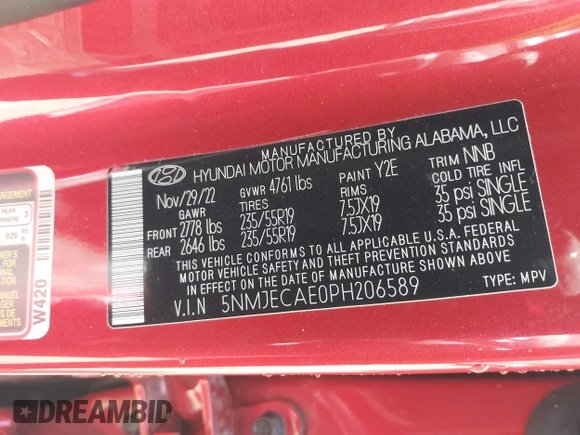 MANUFACTURED BY
HYUNDAI MOTOR MANUFACTURING ALABAMA, LLC
Nov/29/22 GVWR 4761 lbs PAINT Y2E TRIM NNB
GAWR TIRES RIMS COLD TIRE INFL
FRONT 2778 lbs 235/55R19 7.5JX19 35 psi SINGLE
REAR 2646 lbs 235/55R19 7.5JX19 35 psi SINGLE
THIS VEHICLE CONFORMS TO ALL APPLICABLE U.S.A. FEDERAL
MOTOR VEHICLE SAFETY AND THEFT PREVENTION STANDARDS
IN EFFECT ON THE DATE OF MANUFACTURE SHOWN ABOVE.
V.I.N 5NMJECAE0PH206589 TYPE: MPV
REAR
3
926
W420
DREAMBID